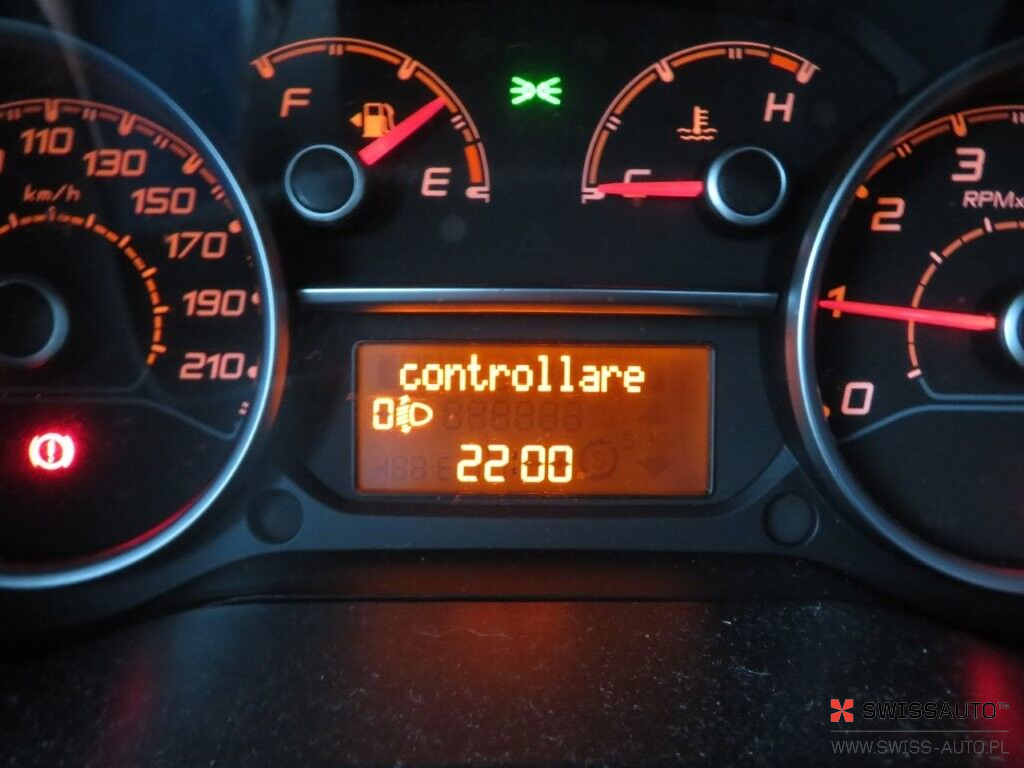 F
E
C
H
110
130
km/h
150
170
190
210
3
RPMx
2
1
0
controllare
0
22:00
SWISSAUTO
WWW.SWISS-AUTO.PL